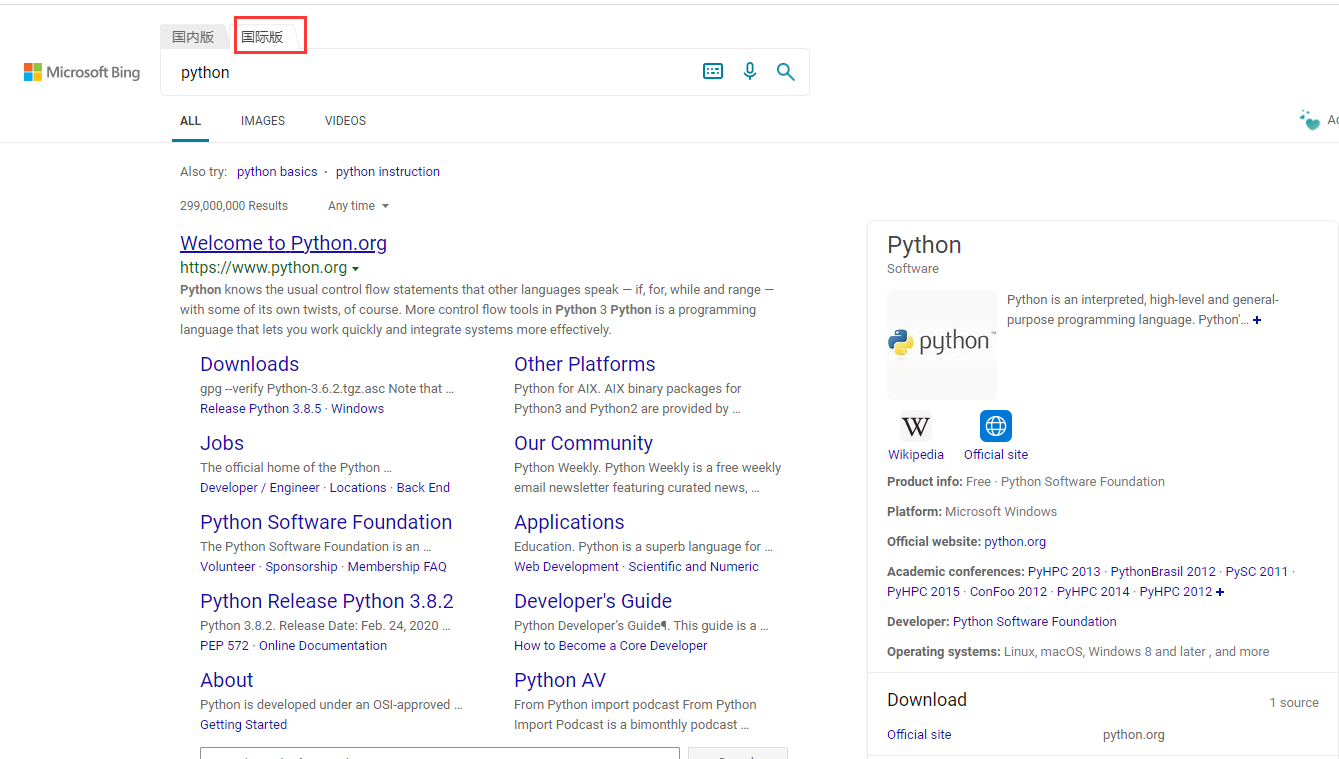 国内版 国际版
Microsoft Bing
python
ALL IMAGES VIDEOS
Also try: python basics · python instruction
299,000,000 Results Any time
Welcome to Python.org
https://www.python.org
Python knows the usual control flow statements that other languages speak — if, for, while and range —
with some of its own twists, of course. More control flow tools in Python 3 Python is a programming
language that lets you work quickly and integrate systems more effectively.
Downloads
gpg --verify Python-3.6.2.tgz.asc Note that ...
Release Python 3.8.5 · Windows
Other Platforms
Python for AIX. AIX binary packages for
Python3 and Python2 are provided by ...
Jobs
The official home of the Python ...
Developer / Engineer · Locations · Back End
Our Community
Python Weekly. Python Weekly is a free weekly
email newsletter featuring curated news, ...
Python Software Foundation
The Python Software Foundation is an ...
Volunteer · Sponsorship · Membership FAQ
Applications
Education. Python is a superb language for ...
Web Development · Scientific and Numeric
Python Release Python 3.8.2
Python 3.8.2. Release Date: Feb. 24, 2020 ...
PEP 572 · Online Documentation
Developer's Guide
Python Developer's Guide¶. This guide is a ...
How to Become a Core Developer
About
Python is developed under an OSI-approved ...
Getting Started
Python AV
From Python import podcast From Python
Import Podcast is a bimonthly podcast ...
Python
Software
python™
Python is an interpreted, high-level and general-
purpose programming language. Python'... +
W
Wikipedia Official site
Product info: Free · Python Software Foundation
Platform: Microsoft Windows
Official website: python.org
Academic conferences: PyHPC 2013 · PythonBrasil 2012 · PySC 2011 ·
PyHPC 2015 · ConFoo 2012 · PyHPC 2014 · PyHPC 2012 +
Developer: Python Software Foundation
Operating systems: Linux, macOS, Windows 8 and later , and more
Download 1 source
Official site python.org